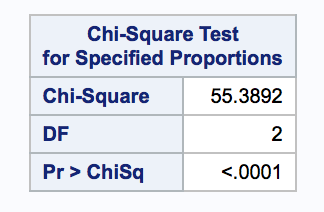 Chi-Square Test
for Specified Proportions
Chi-Square 55.3892
DF 2
Pr > ChiSq <.0001